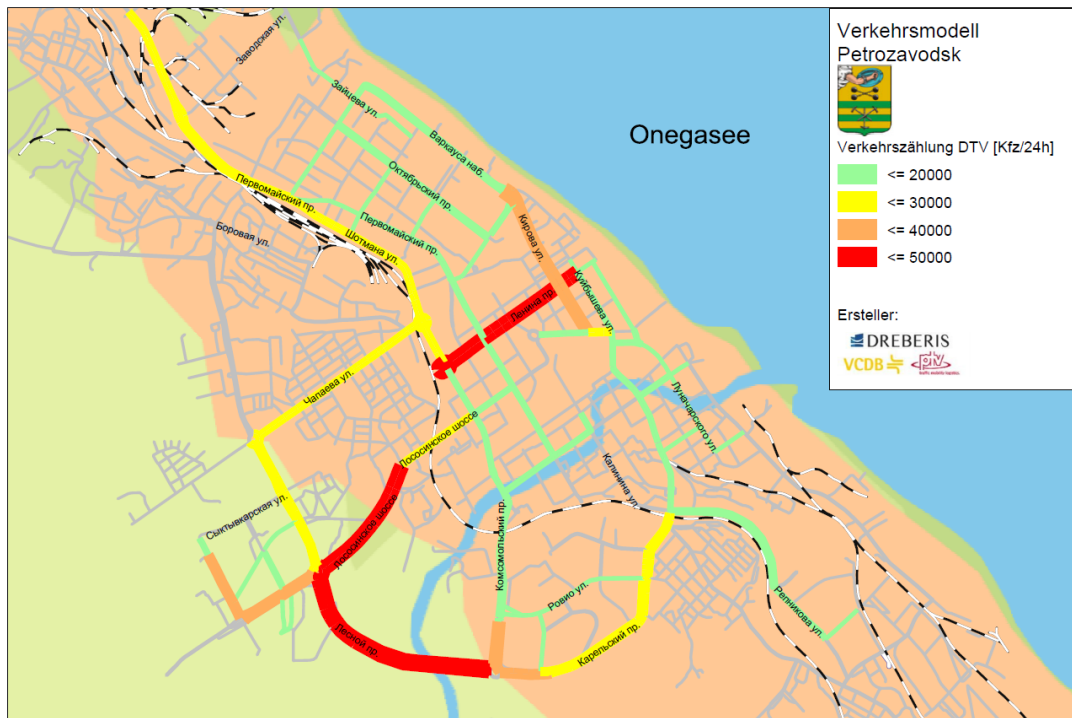 Verkehrsmodell
Petrozavodsk
Onegasee
Verkehrszählung DTV [Kfz/24h]
<= 20000
<= 30000
<= 40000
<= 50000
Ersteller:
DREBERIS
VCDB
ptv
Заводская ул.
Зайцева ул.
Варкауса наб.
Октябрьский пр.
Первомайский пр.
Первомайский пр.
Шотмана ул.
Боровая ул.
Кирова ул.
Куйбышева ул.
Ленина пр.
Чапаева ул.
Лососинское шоссе
Луначарского ул.
Калинина ул.
Сыктывкарская ул.
Лососинское шоссе
Комсомольский пр.
Ровио ул.
Репникова ул.
Лесной пр.
Карельский пр.